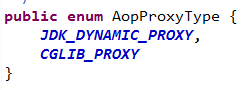 public enum AopProxyType {
JDK_DYNAMIC_PROXY,
CGLIB_PROXY
}